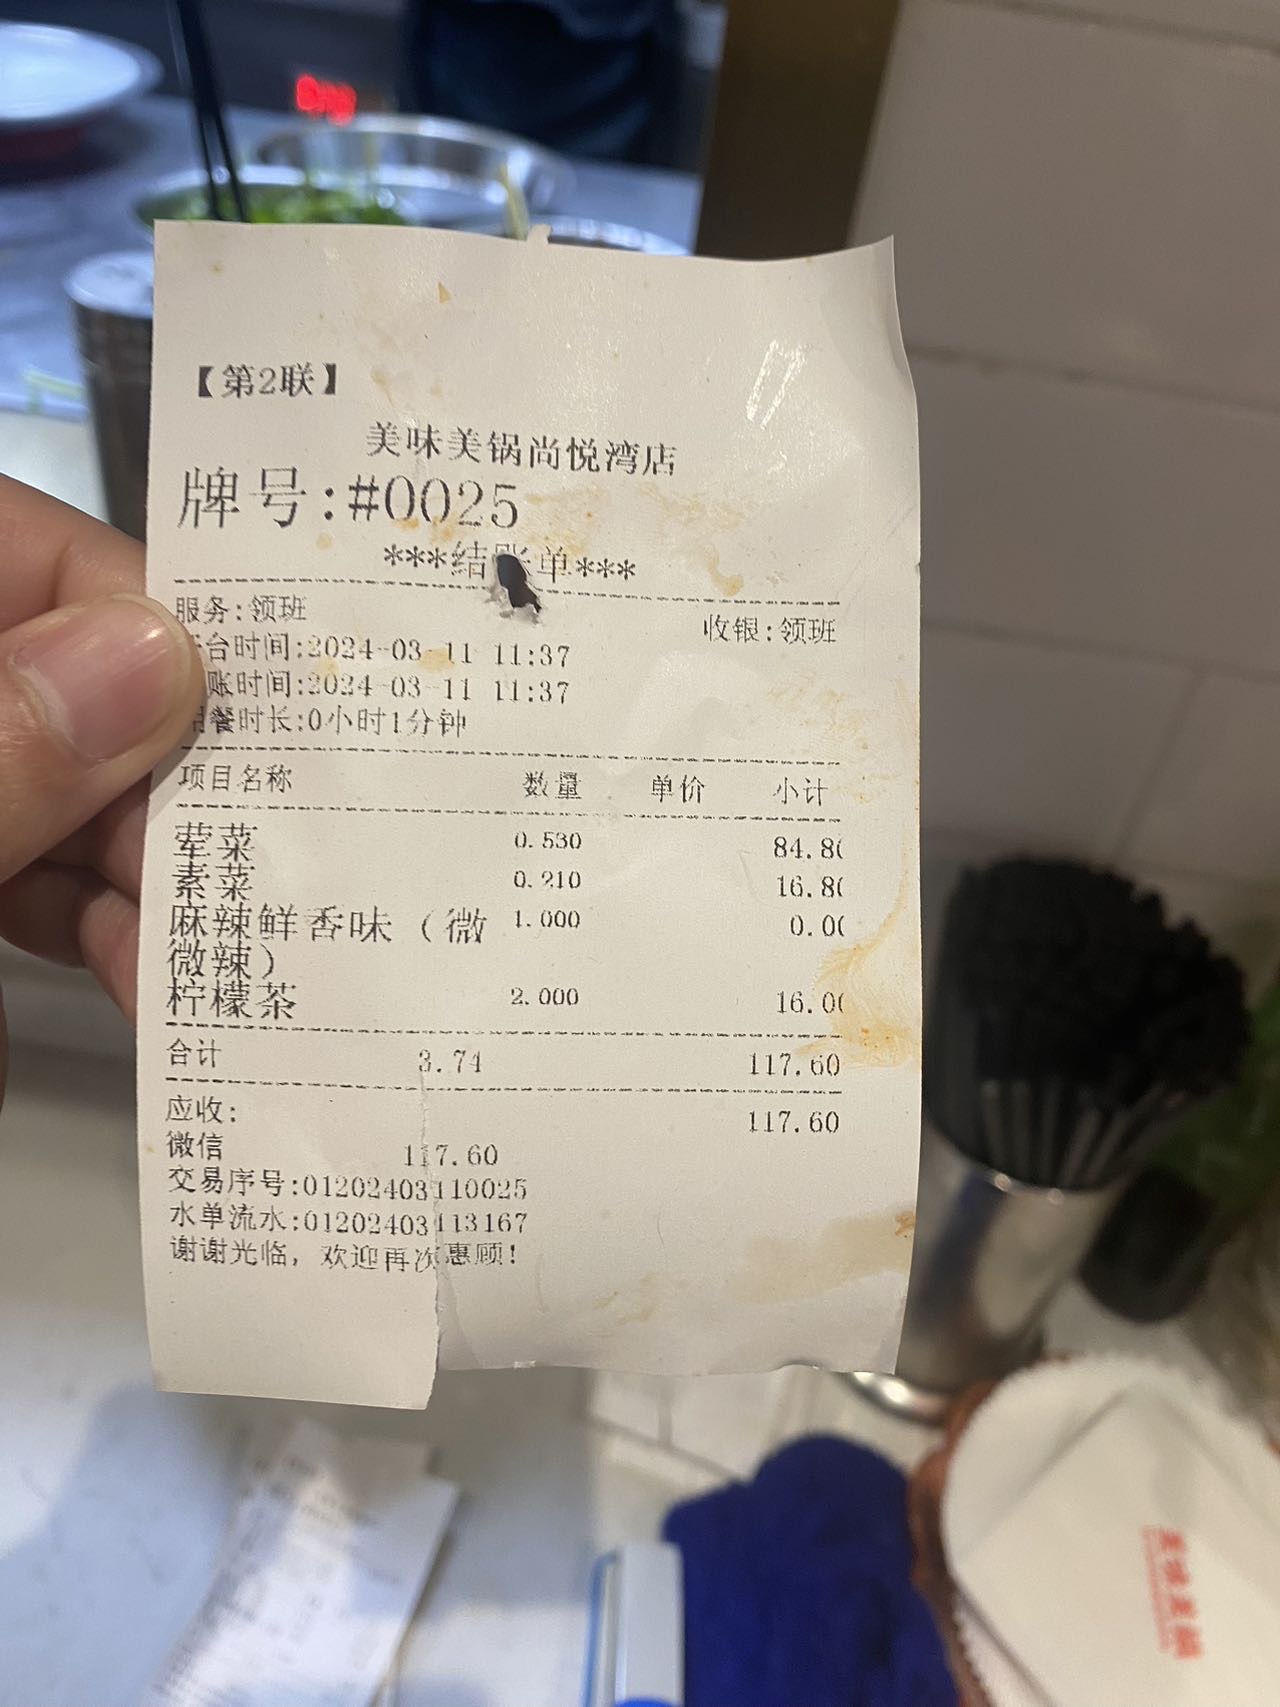 【第2联】
美味美锅尚悦湾店
牌号:#0025
***结账单***
服务:领班 收银:领班
台时间:2024-03-11 11:37
账时间:2024-03-11 11:37
餐时长:0小时1分钟
项目名称 数量 单价 小计
荤菜 0.530 84.8
素菜 0.210 16.8
麻辣鲜香味（微 1.000 0.0
微辣）
柠檬茶 2.000 16.0
合计 3.74 117.60
应收: 117.60
微信 117.60
交易序号:01202403110025
水单流水:01202403113167
谢谢光临, 欢迎再次惠顾!